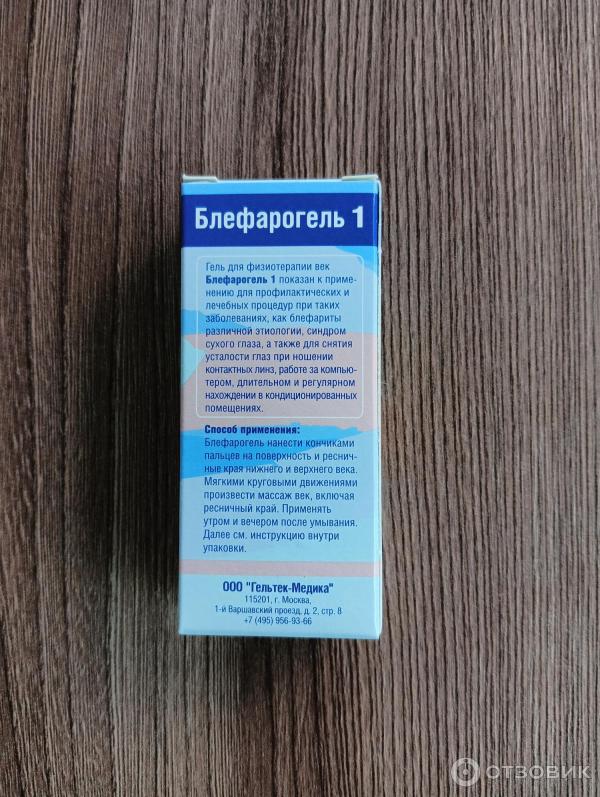 Блефарогель 1
Гель для физиотерапии век
Блефарогель 1 показан к приме-
нению для профилактических и
лечебных процедур при таких
заболеваниях, как блефариты
различной этиологии, синдром
сухого глаза, а также для снятия
усталости глаз при ношении
контактных линз, работе за компью-
тером, длительном и регулярном
нахождении в кондиционированных
помещениях.
Способ применения:
Блефарогель нанести кончиками
пальцев на поверхность и реснич-
ные края нижнего и верхнего века.
Мягкими круговыми движениями
произвести массаж век, включая
ресничный край. Применять
утром и вечером после умывания.
Далее см. инструкцию внутри
упаковки.
ООО "Гельтек-Медика"
115201, г. Москва,
1-й Варшавский проезд, д. 2, стр. 8
+7 (495) 956-93-66
ОТЗОВИК